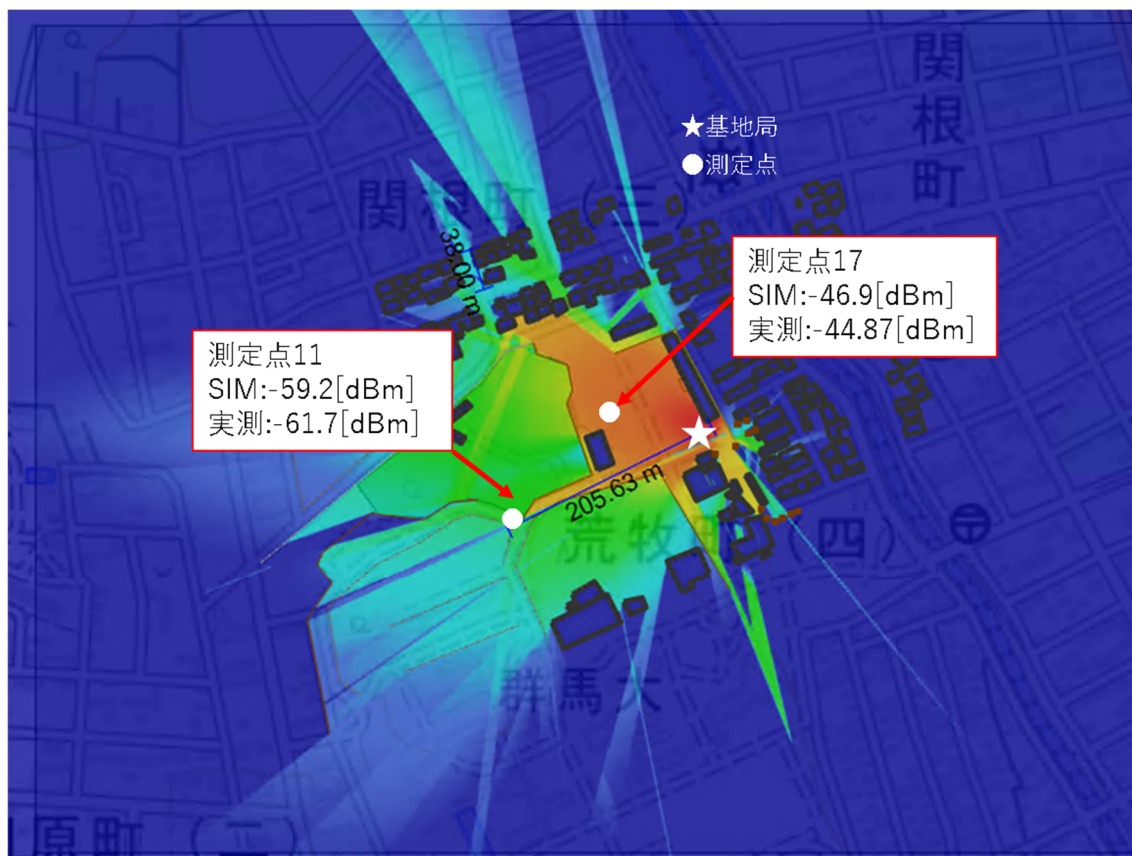 関根町
★基地局
●測定点
関根町(三)
38.00 m
測定点17
SIM:-46.9[dBm]
実測:-44.87[dBm]
測定点11
SIM:-59.2[dBm]
実測:-61.7[dBm]
205.63 m
荒牧町(四)
群馬大
原町(二)